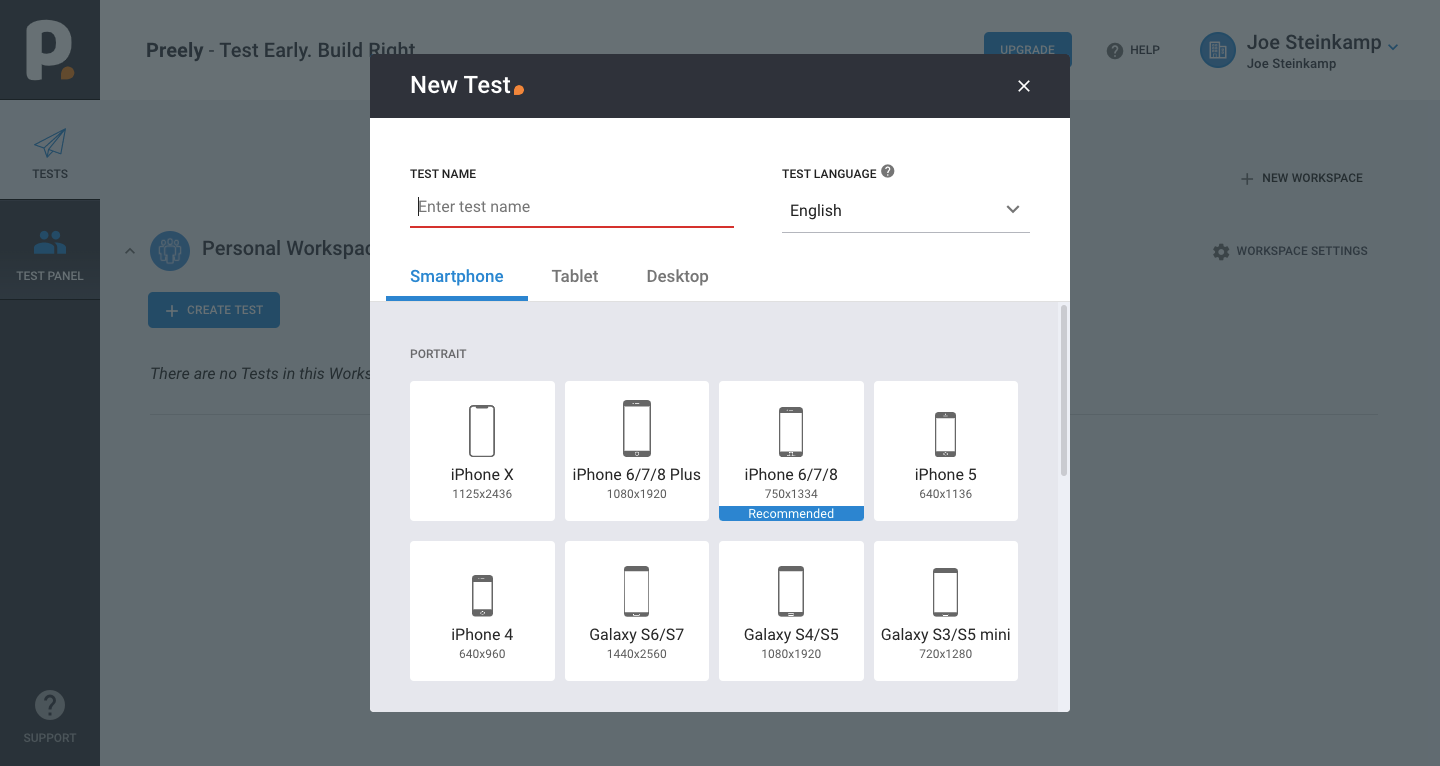 P
Preely - Test Early. Build Right
UPGRADE
HELP
Joe Steinkamp
Joe Steinkamp
TESTS
TEST PANEL
SUPPORT
NEW WORKSPACE
Personal Workspac
WORKSPACE SETTINGS
CREATE TEST
There are no Tests in this Works
New Test
TEST NAME
TEST LANGUAGE ?
Enter test name
English
Smartphone Tablet Desktop
PORTRAIT
iPhone X
1125x2436
iPhone 6/7/8 Plus
1080x1920
iPhone 6/7/8
750x1334
Recommended
iPhone 5
640x1136
iPhone 4
640x960
Galaxy S6/S7
1440x2560
Galaxy S4/S5
1080x1920
Galaxy S3/S5 mini
720x1280